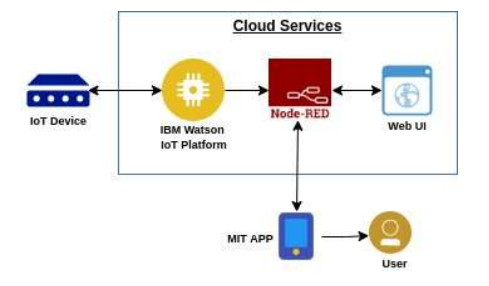 Cloud Services
IoT Device
IBM Watson
IoT Platform
Node-RED
Web UI
MIT APP
User